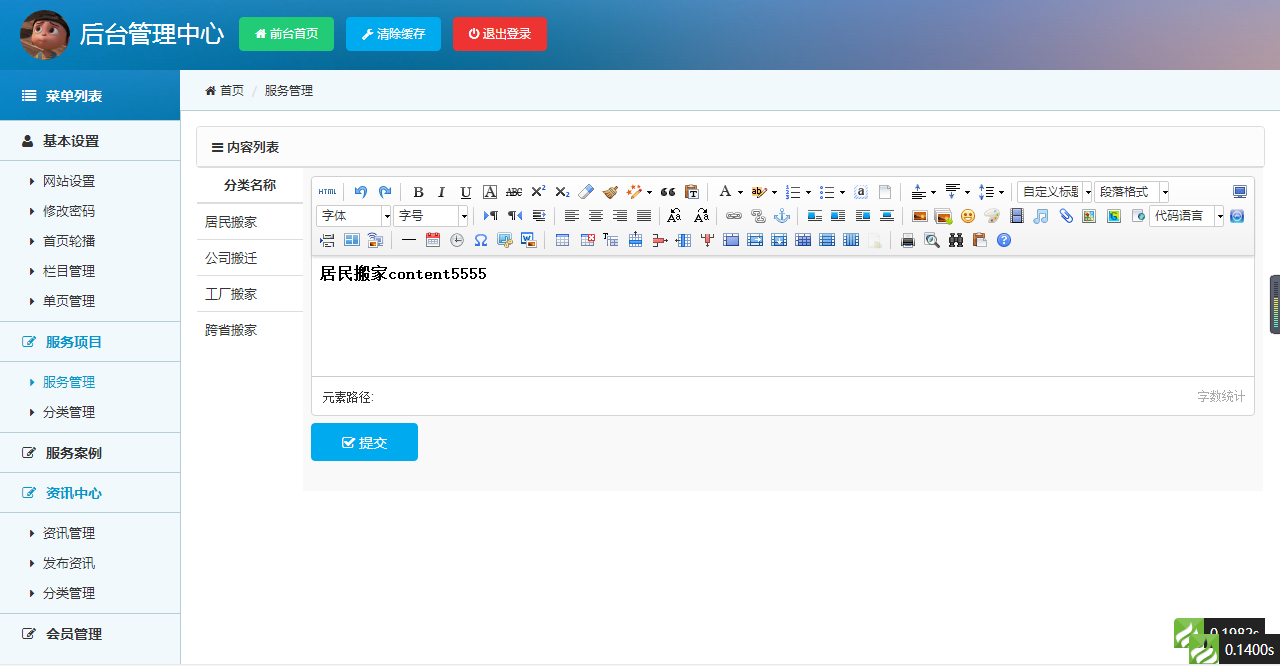 后台管理中心
前台首页
清除缓存
退出登录
菜单列表
首页 / 服务管理
基本设置
网站设置
修改密码
首页轮播
栏目管理
单页管理
服务项目
服务管理
分类管理
服务案例
资讯中心
资讯管理
发布资讯
分类管理
会员管理
内容列表
分类名称
居民搬家
公司搬迁
工厂搬家
跨省搬家
HTML
自定义标题
段落格式
字体
字号
代码语言
居民搬家content5555
元素路径:
字数统计
提交
0.1982s
0.1400s